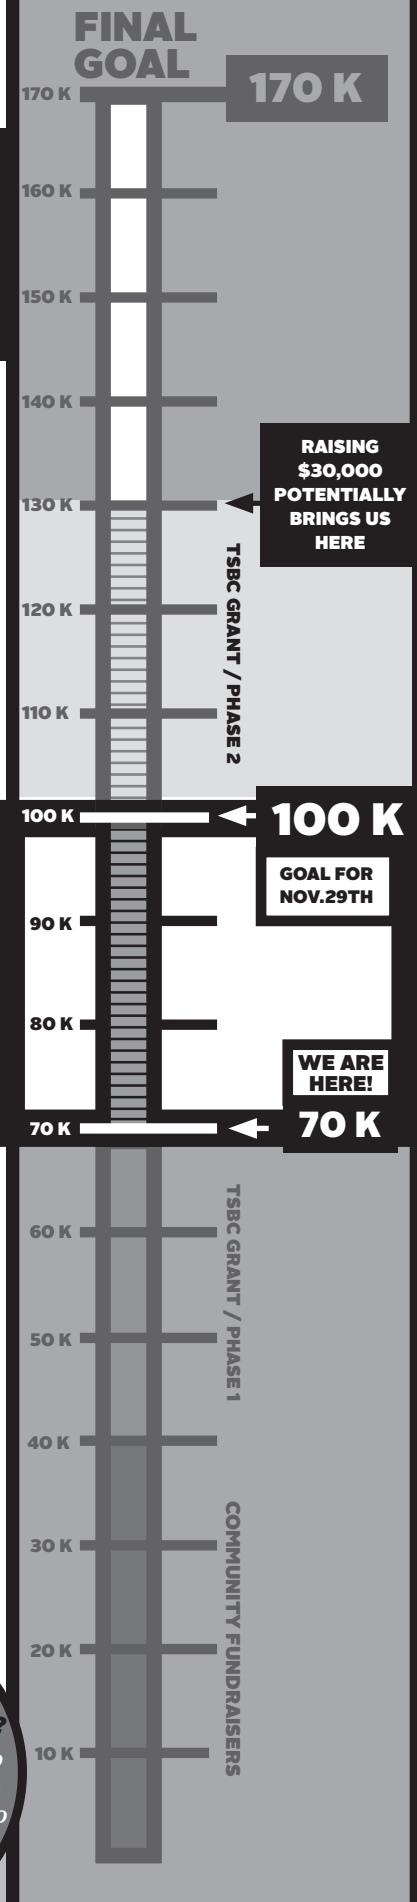 FINAL
GOAL
170 K
170 K
160 K
150 K
140 K
RAISING
$30,000
POTENTIALLY
BRINGS US
HERE
130 K
TSBC GRANT / PHASE 2
120 K
110 K
100 K
100 K
GOAL FOR
NOV.29TH
90 K
80 K
WE ARE
HERE!
70 K
70 K
TSBC GRANT / PHASE 1
60 K
50 K
40 K
COMMUNITY FUNDRAISERS
30 K
20 K
10 K
?